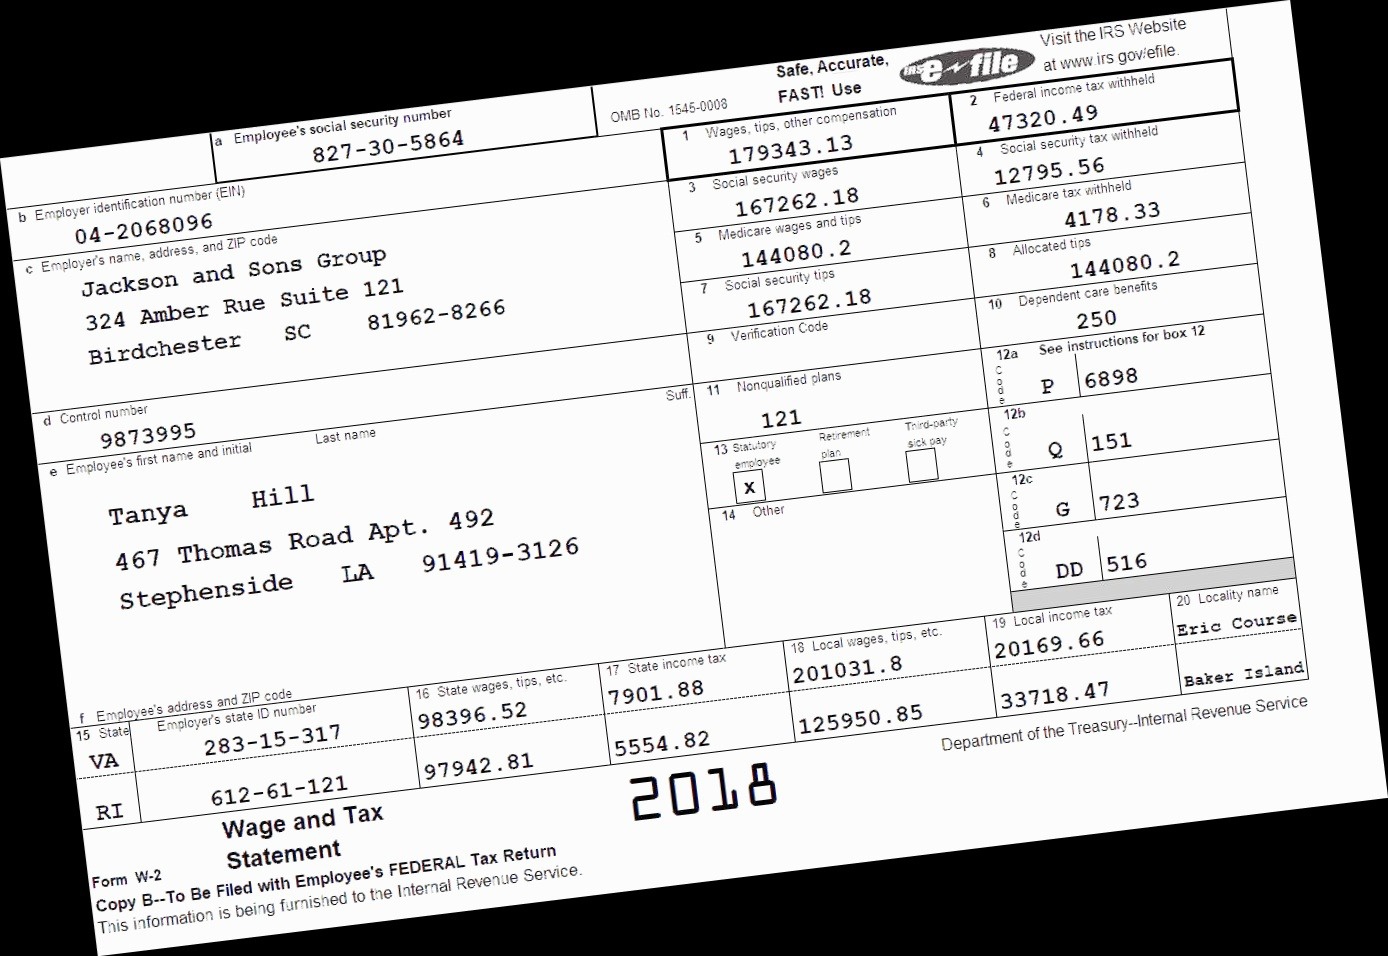 Safe, Accurate,
FAST! Use
IRS e-file
Visit the IRS Website
at www.irs.gov/efile.
a Employee's social security number
827-30-5864
OMB No. 1545-0008
1 Wages, tips, other compensation
179343.13
2 Federal income tax withheld
47320.49
b Employer identification number (EIN)
04-2068096
3 Social security wages
167262.18
4 Social security tax withheld
12795.56
c Employer's name, address, and ZIP code
Jackson and Sons Group
324 Amber Rue Suite 121
Birdchester SC 81962-8266
5 Medicare wages and tips
144080.2
6 Medicare tax withheld
4178.33
7 Social security tips
167262.18
8 Allocated tips
144080.2
9 Verification Code
10 Dependent care benefits
250
d Control number
9873995
11 Nonqualified plans
121
12a See instructions for box 12
Code
P 6898
e Employee's first name and initial Last name Suff.
Tanya Hill
467 Thomas Road Apt. 492
Stephenside LA 91419-3126
13 Statutory employee Retirement plan Third-party sick pay
X
12b
Code
Q 151
14 Other
12c
Code
G 723
12d
Code
DD 516
f Employee's address and ZIP code
15 State Employer's state ID number
VA 283-15-317
RI 612-61-121
16 State wages, tips, etc.
98396.52
97942.81
17 State income tax
7901.88
5554.82
18 Local wages, tips, etc.
201031.8
125950.85
19 Local income tax
20169.66
33718.47
20 Locality name
Eric Course
Baker Island
Form W-2
Wage and Tax
Statement
2018
Department of the Treasury--Internal Revenue Service
Copy B--To Be Filed with Employee's FEDERAL Tax Return
This information is being furnished to the Internal Revenue Service.